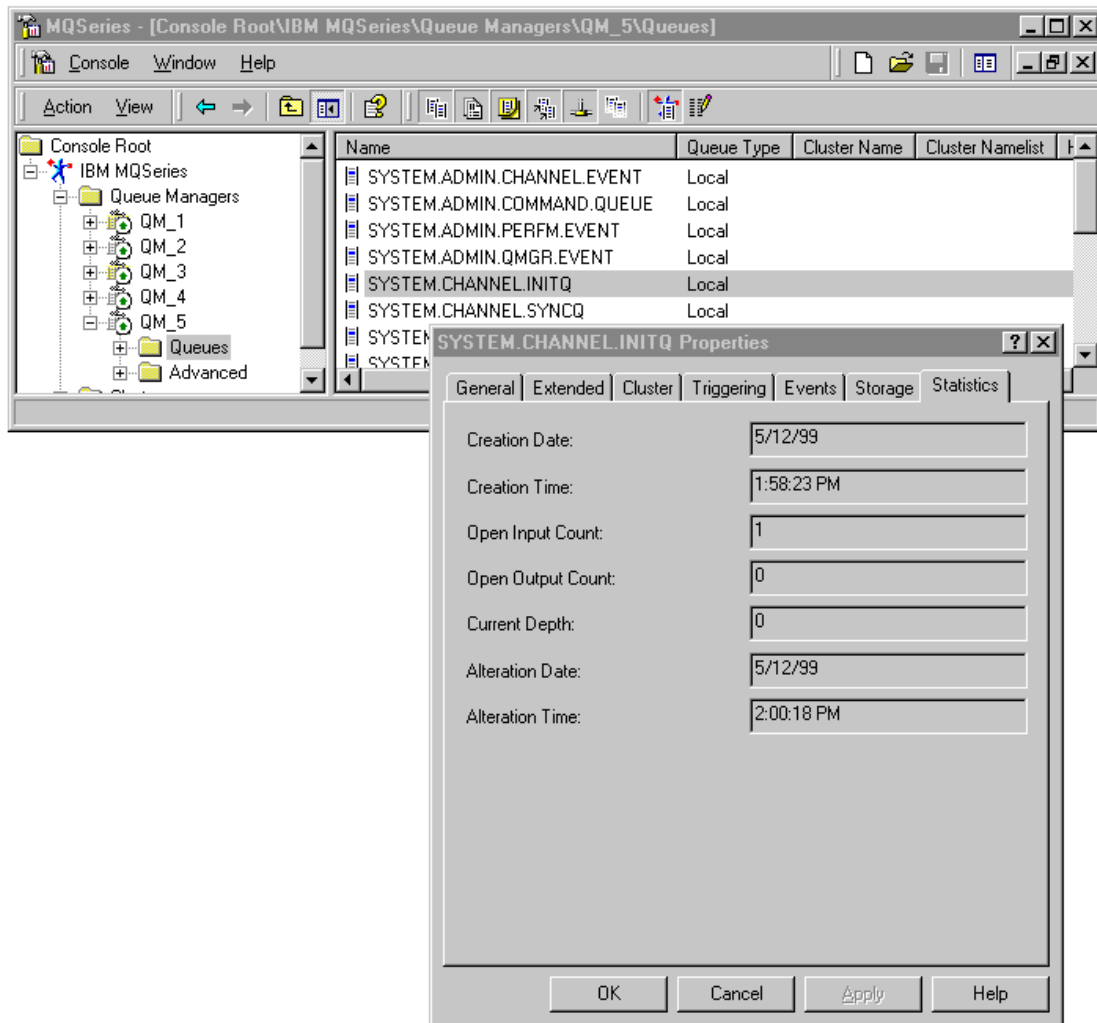 MQSeries - [Console Root\IBM MQSeries\Queue Managers\QM_5\Queues]
Console Window Help
Action View
Console Root
IBM MQSeries
Queue Managers
QM_1
QM_2
QM_3
QM_4
QM_5
Queues
Advanced
Name Queue Type Cluster Name Cluster Namelist
SYSTEM.ADMIN.CHANNEL.EVENT Local
SYSTEM.ADMIN.COMMAND.QUEUE Local
SYSTEM.ADMIN.PERFM.EVENT Local
SYSTEM.ADMIN.QMGR.EVENT Local
SYSTEM.CHANNEL.INITQ Local
SYSTEM.CHANNEL.SYNCQ Local
SYSTEM.CHANNEL.INITQ Properties
General Extended Cluster Triggering Events Storage Statistics
Creation Date: 5/12/99
Creation Time: 1:58:23 PM
Open Input Count: 1
Open Output Count: 0
Current Depth: 0
Alteration Date: 5/12/99
Alteration Time: 2:00:18 PM
OK Cancel Apply Help